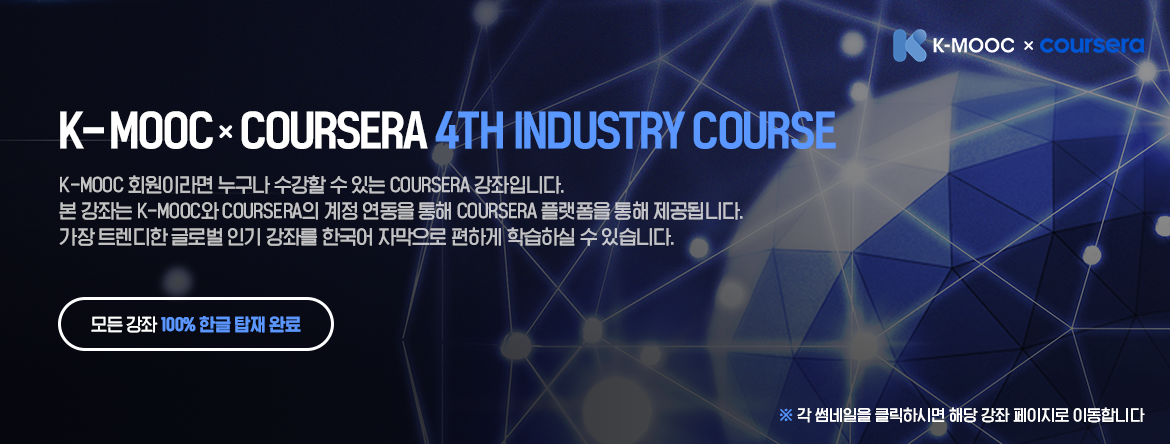 K-MOOC × coursera
K-MOOC × COURSERA 4TH INDUSTRY COURSE
K-MOOC 회원이라면 누구나 수강할 수 있는 COURSERA 강좌입니다.
본 강좌는 K-MOOC와 COURSERA의 계정 연동을 통해 COURSERA 플랫폼을 통해 제공됩니다.
가장 트렌디한 글로벌 인기 강좌를 한국어 자막으로 편하게 학습하실 수 있습니다.
모든 강좌 100% 한글 탑재 완료
※ 각 썸네일을 클릭하시면 해당 강좌 페이지로 이동합니다